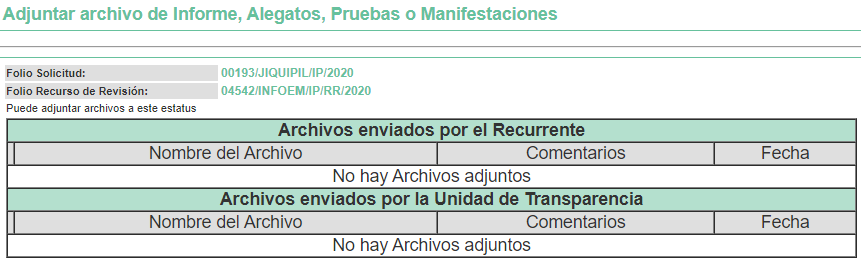 Adjuntar archivo de Informe, Alegatos, Pruebas o Manifestaciones
Folio Solicitud: 00193/JIQUIPIL/IP/2020
Folio Recurso de Revisión: 04542/INFOEM/IP/RR/2020
Puede adjuntar archivos a este estatus
Archivos enviados por el Recurrente
Nombre del Archivo Comentarios Fecha
No hay Archivos adjuntos
Archivos enviados por la Unidad de Transparencia
Nombre del Archivo Comentarios Fecha
No hay Archivos adjuntos